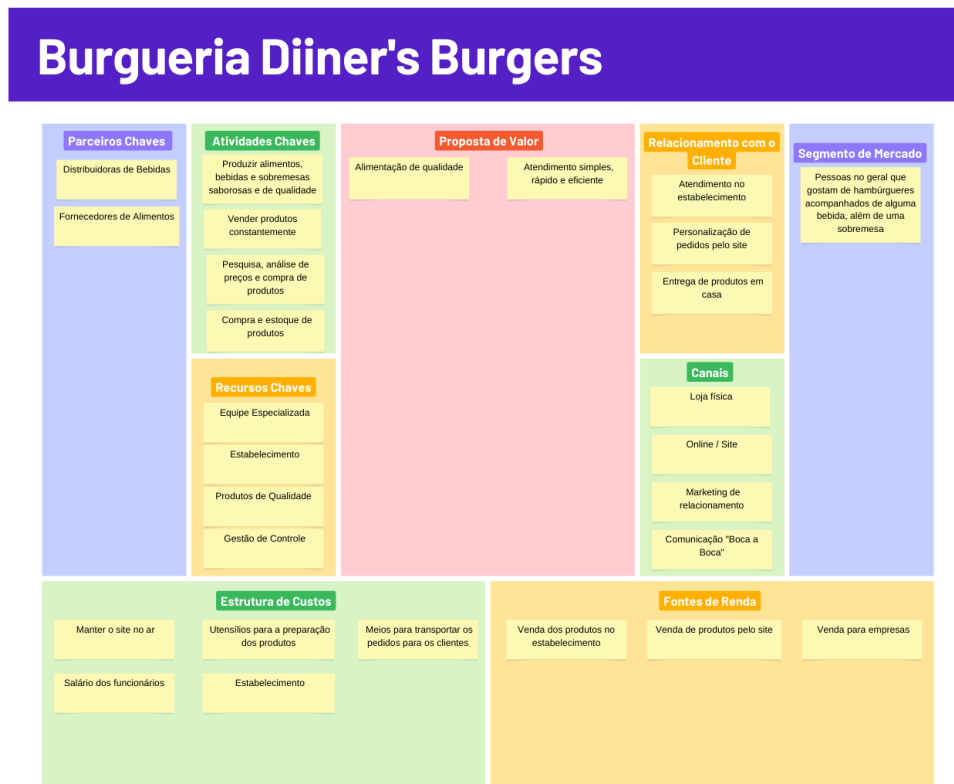 Burgueria Diiner's Burgers
Parceiros Chaves
Distribuidoras de Bebidas
Fornecedores de Alimentos
Atividades Chaves
Produzir alimentos,
bebidas e sobremesas
saborosas e de qualidade
Vender produtos
constantemente
Pesquisa, análise de
preços e compra de
produtos
Compra e estoque de
produtos
Recursos Chaves
Equipe Especializada
Estabelecimento
Produtos de Qualidade
Gestão de Controle
Proposta de Valor
Alimentação de qualidade
Atendimento simples,
rápido e eficiente
Relacionamento com o
Cliente
Atendimento no
estabelecimento
Personalização de
pedidos pelo site
Entrega de produtos em
casa
Canais
Loja física
Online / Site
Marketing de
relacionamento
Comunicação "Boca a
Boca"
Segmento de Mercado
Pessoas no geral que
gostam de hambúrgueres
acompanhados de alguma
bebida, além de uma
sobremesa
Estrutura de Custos
Manter o site no ar
Utensílios para a preparação
dos produtos
Meios para transportar os
pedidos para os clientes
Salário dos funcionários
Estabelecimento
Fontes de Renda
Venda dos produtos no
estabelecimento
Venda de produtos pelo site
Venda para empresas